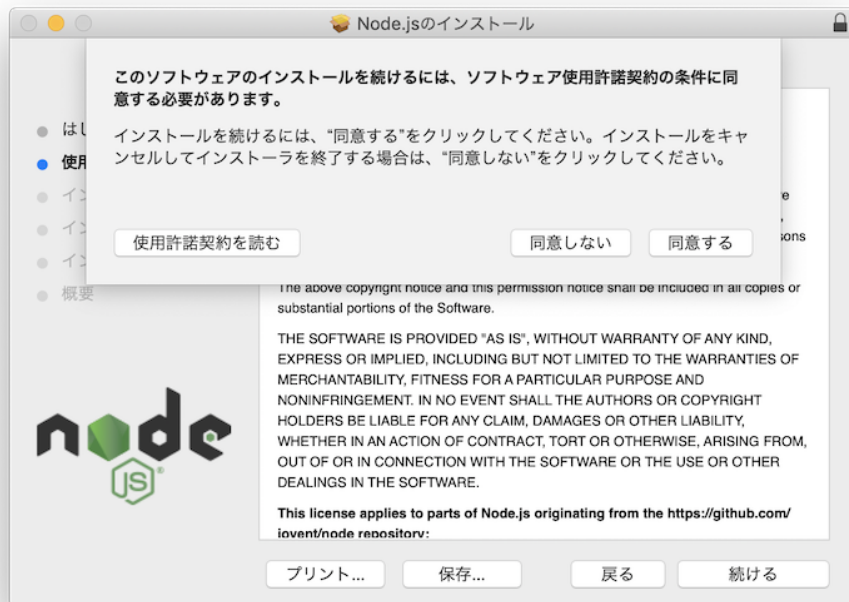 Node.jsのインストール
このソフトウェアのインストールを続けるには、ソフトウェア使用許諾契約の条件に同
意する必要があります。
インストールを続けるには、“同意する”をクリックしてください。インストールをキャ
ンセルしてインストーラを終了する場合は、“同意しない”をクリックしてください。
使用許諾契約を読む
同意しない
同意する
使用
概要
The above copyright notice and this permission notice shall be included in all copies or
substantial portions of the Software.
THE SOFTWARE IS PROVIDED "AS IS", WITHOUT WARRANTY OF ANY KIND,
EXPRESS OR IMPLIED, INCLUDING BUT NOT LIMITED TO THE WARRANTIES OF
MERCHANTABILITY, FITNESS FOR A PARTICULAR PURPOSE AND
NONINFRINGEMENT. IN NO EVENT SHALL THE AUTHORS OR COPYRIGHT
HOLDERS BE LIABLE FOR ANY CLAIM, DAMAGES OR OTHER LIABILITY,
WHETHER IN AN ACTION OF CONTRACT, TORT OR OTHERWISE, ARISING FROM,
OUT OF OR IN CONNECTION WITH THE SOFTWARE OR THE USE OR OTHER
DEALINGS IN THE SOFTWARE.
This license applies to parts of Node.js originating from the https://github.com/
joyent/node repository:
node
JS
プリント...
保存...
戻る
続ける